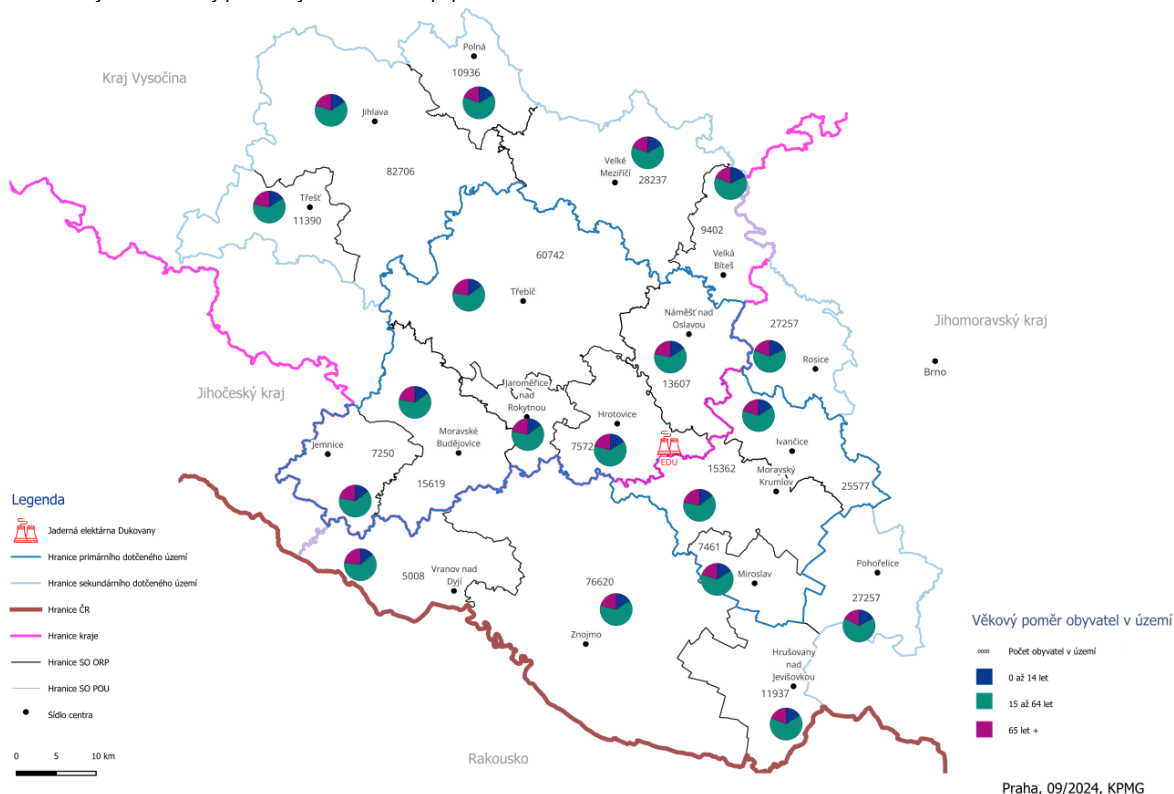 Polná
10936
Kraj Vysočina
Jihlava
82706
Velké
Meziříčí
28237
Třešť
11390
9402
Velká
Bíteš
60742
Třebíč
Náměšť nad
Oslavou
13607
27257
Rosice
Jihomoravský kraj
Brno
Jihočeský kraj
Jaroměřice
nad
Rokytnou
Hrotovice
7572
Jemnice
7250
Moravské
Budějovice
15619
EDU
15362
Ivančice
Moravský
Krumlov
25577
Legenda
Jaderná elektárna Dukovany
Hranice primárního dotčeného území
Hranice sekundárního dotčeného území
Hranice ČR
Hranice kraje
Hranice SO ORP
Hranice SO POU
Sídlo centra
0 5 10 km
5008
Vranov nad
Dyjí
76620
Znojmo
7461
Miroslav
Pohořelice
27257
Hrušovany
nad
Jevišovkou
11937
Rakousko
Věkový poměr obyvatel v území
Počet obyvatel v území
0 až 14 let
15 až 64 let
65 let +
Praha, 09/2024, KPMG